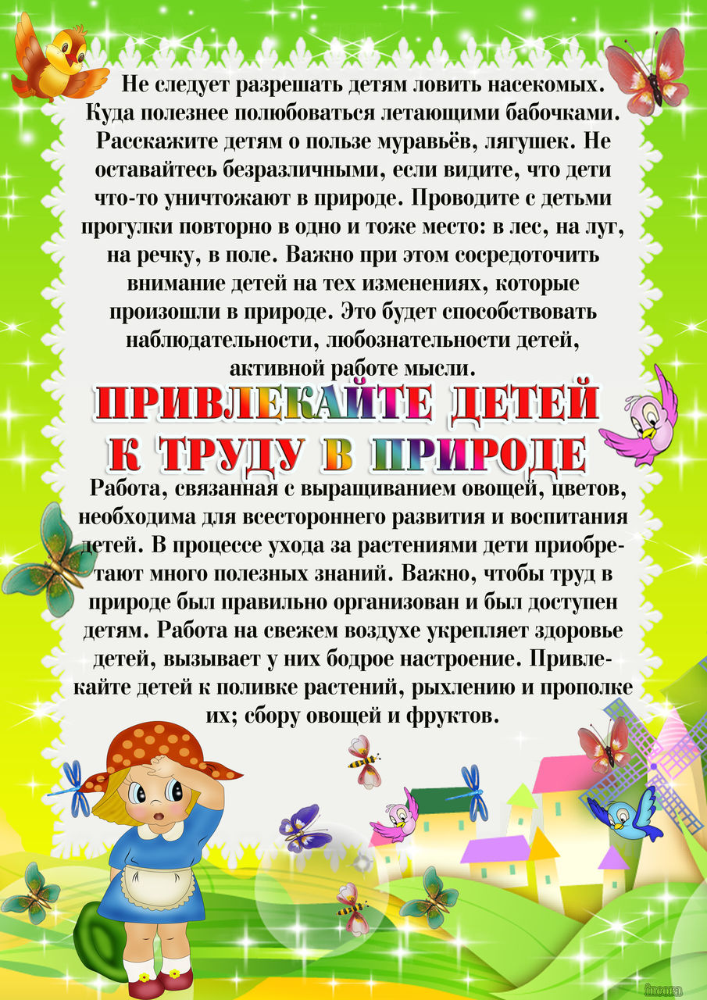 Не следует разрешать детям ловить насекомых.
Куда полезнее полюбоваться летающими бабочками.
Расскажите детям о пользе муравьёв, лягушек. Не
оставайтесь безразличными, если видите, что дети
что-то уничтожают в природе. Проводите с детьми
прогулки повторно в одно и тоже место: в лес, на луг,
на речку, в поле. Важно при этом сосредоточить
внимание детей на тех изменениях, которые
произошли в природе. Это будет способствовать
наблюдательности, любознательности детей,
активной работе мысли.
ПРИВЛЕКАЙТЕ ДЕТЕЙ
К ТРУДУ В ПРИРОДЕ
Работа, связанная с выращиванием овощей, цветов,
необходима для всестороннего развития и воспитания
детей. В процессе ухода за растениями дети приобре-
тают много полезных знаний. Важно, чтобы труд в
природе был правильно организован и был доступен
детям. Работа на свежем воздухе укрепляет здоровье
детей, вызывает у них бодрое настроение. Привле-
кайте детей к поливке растений, рыхлению и прополке
их; сбору овощей и фруктов.